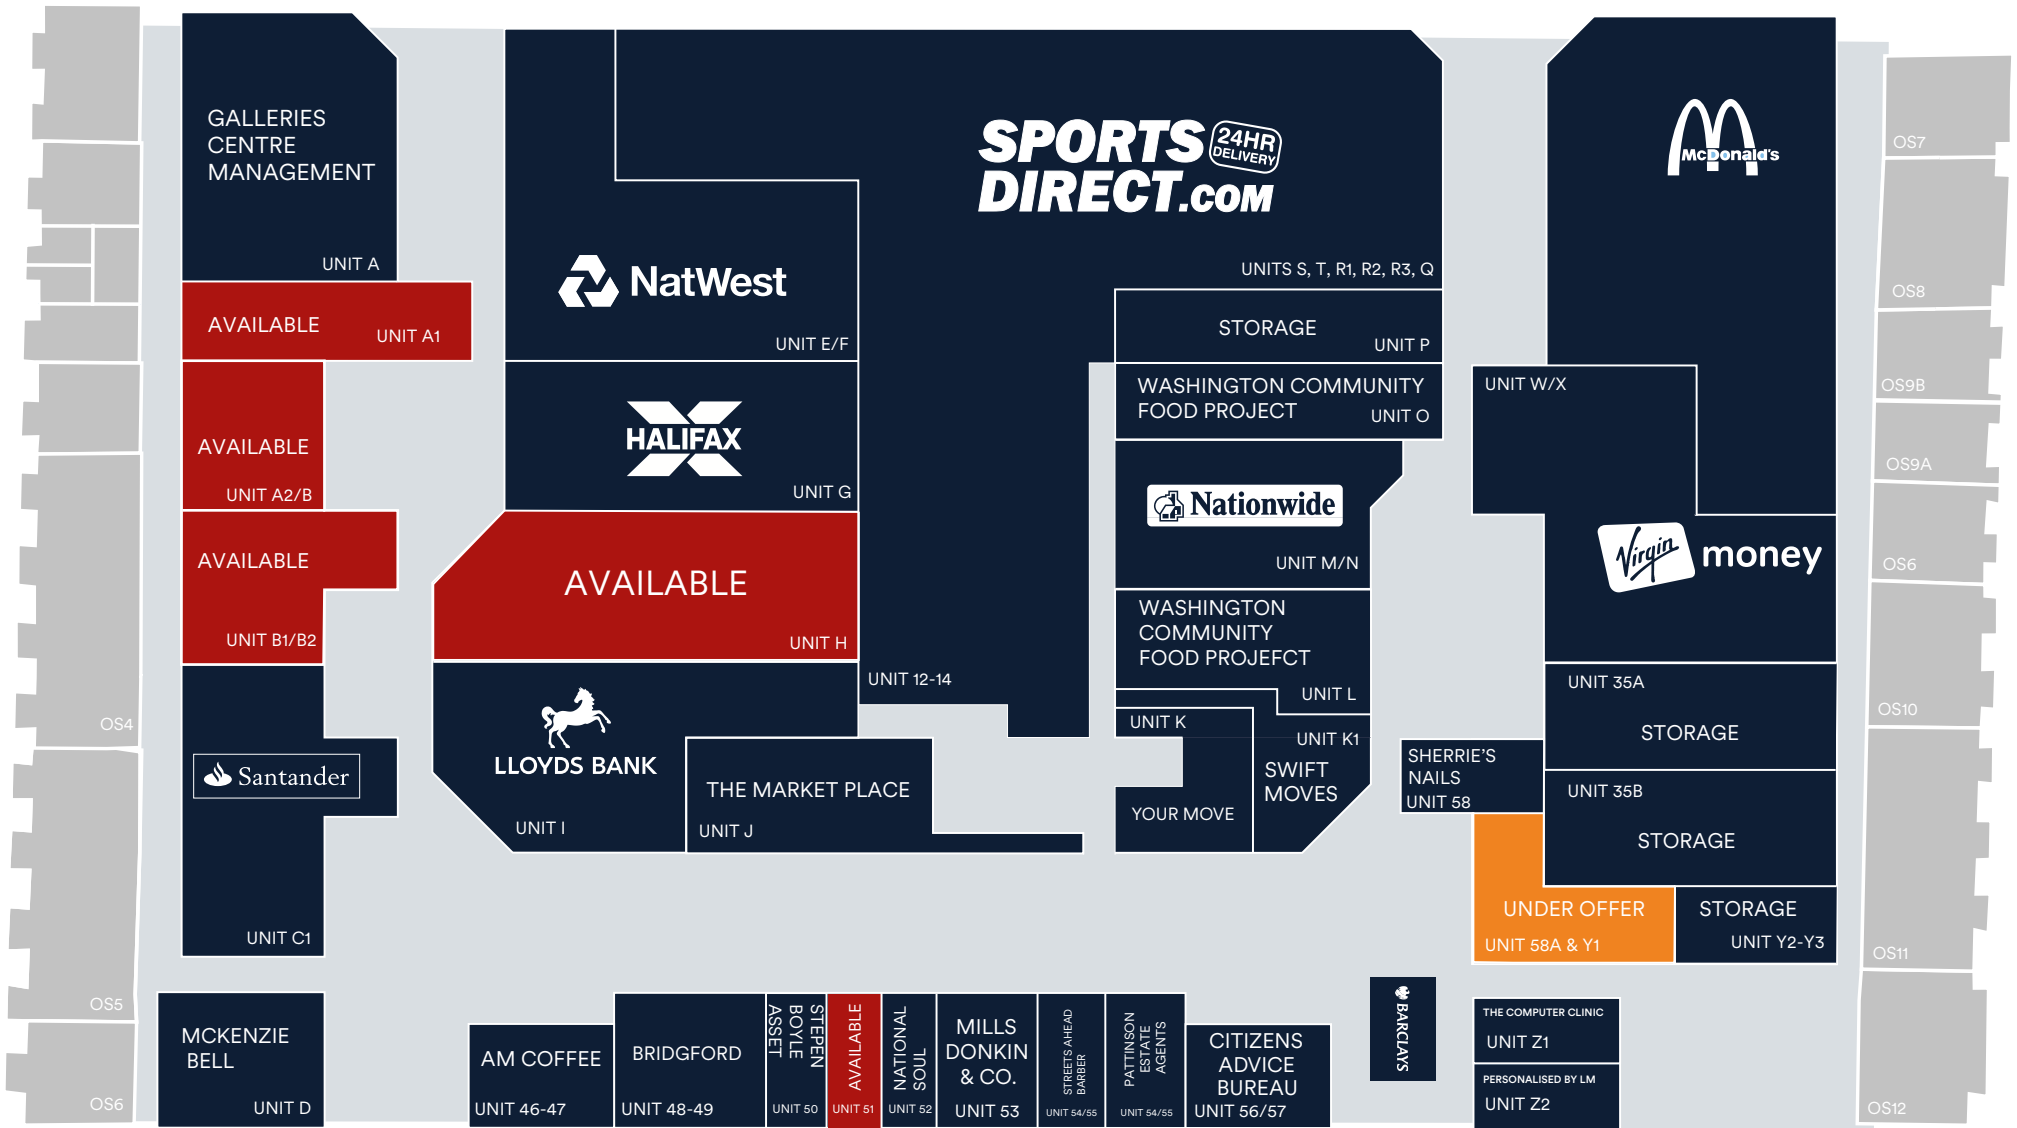 GALLERIES
CENTRE
MANAGEMENT
UNIT A
AVAILABLE
UNIT A1
AVAILABLE
UNIT A2/B
AVAILABLE
UNIT B1/B2
Santander
UNIT C1
MCKENZIE
BELL
UNIT D
NatWest
UNIT E/F
HALIFAX
UNIT G
AVAILABLE
UNIT H
LLOYDS BANK
UNIT I
THE MARKET PLACE
UNIT J
SPORTS
DIRECT.COM
24HR
DELIVERY
UNITS S, T, R1, R2, R3, Q
UNIT 12-14
STORAGE
UNIT P
WASHINGTON COMMUNITY
FOOD PROJECT
UNIT O
Nationwide
UNIT M/N
WASHINGTON
COMMUNITY
FOOD PROJEFCT
UNIT L
UNIT K
YOUR MOVE
UNIT K1
SWIFT
MOVES
McDonald's
UNIT W/X
Virgin money
UNIT 35A
STORAGE
UNIT 35B
STORAGE
SHERRIE'S
NAILS
UNIT 58
UNDER OFFER
UNIT 58A & Y1
STORAGE
UNIT Y2-Y3
AM COFFEE
UNIT 46-47
BRIDGFORD
UNIT 48-49
STEPEN
BOYLE
ASSET
UNIT 50
AVAILABLE
UNIT 51
NATIONAL
SOUL
UNIT 52
MILLS
DONKIN
& CO.
UNIT 53
STREETS AHEAD
BARBER
UNIT 54/55
PATTINSON
ESTATE
AGENTS
UNIT 54/55
CITIZENS
ADVICE
BUREAU
UNIT 56/57
BARCLAYS
THE COMPUTER CLINIC
UNIT Z1
PERSONALISED BY LM
UNIT Z2
OS4
OS5
OS6
OS7
OS8
OS9B
OS9A
OS6
OS10
OS11
OS12